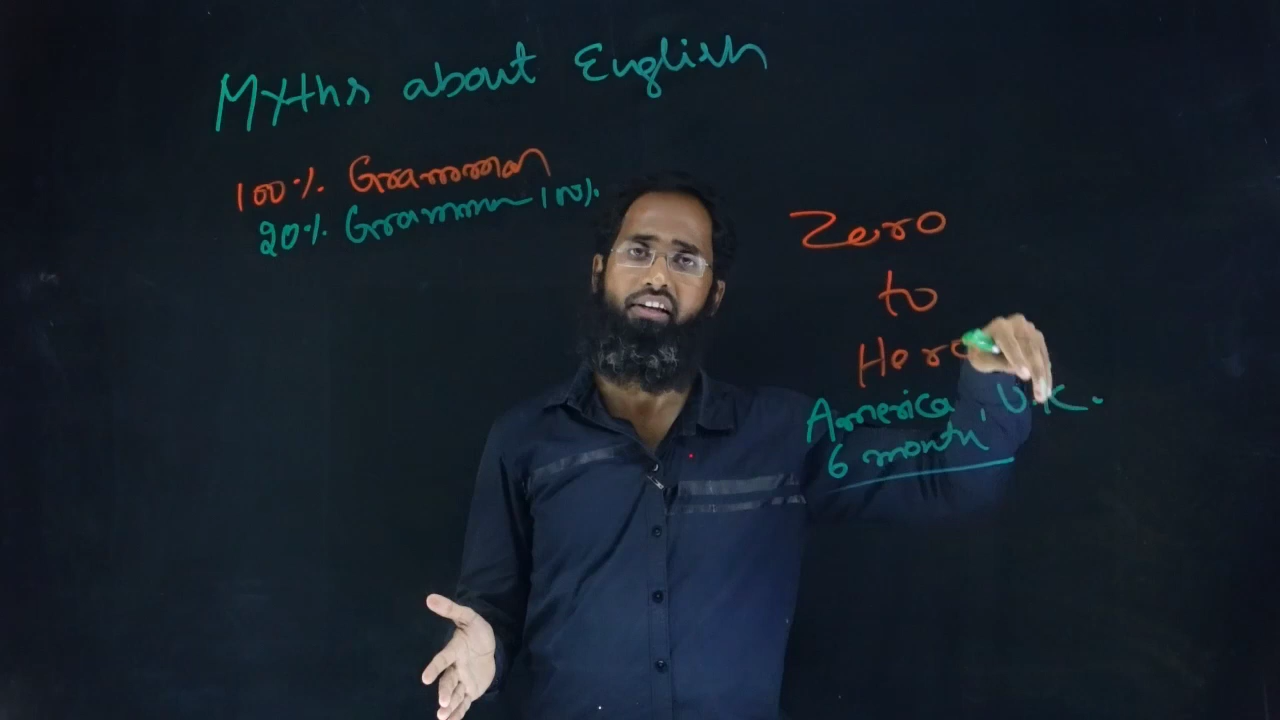 Myths about English
100% Grammar
20% Grammar 100%
Zero
to
Hero
America, U.K.
6 month